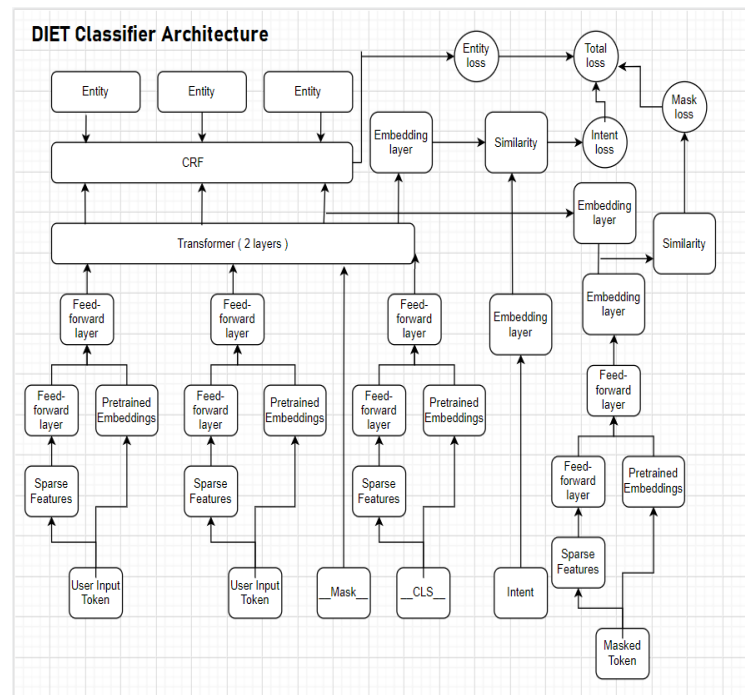 DIET Classifier Architecture
Entity
loss
Total
loss
Entity
Entity
Entity
Mask
loss
Embedding
layer
Similarity
Intent
loss
CRF
Embedding
layer
Similarity
Transformer ( 2 layers )
Feed-
forward
layer
Feed-
forward
layer
Feed-
forward
layer
Embedding
layer
Embedding
layer
Feed-
forward
layer
Feed-
forward
layer
Pretrained
Embeddings
Feed-
forward
layer
Pretrained
Embeddings
Feed-
forward
layer
Pretrained
Embeddings
Feed-
forward
layer
Pretrained
Embeddings
Sparse
Features
Sparse
Features
Sparse
Features
Sparse
Features
User Input
Token
User Input
Token
__Mask__
__CLS__
Intent
Masked
Token